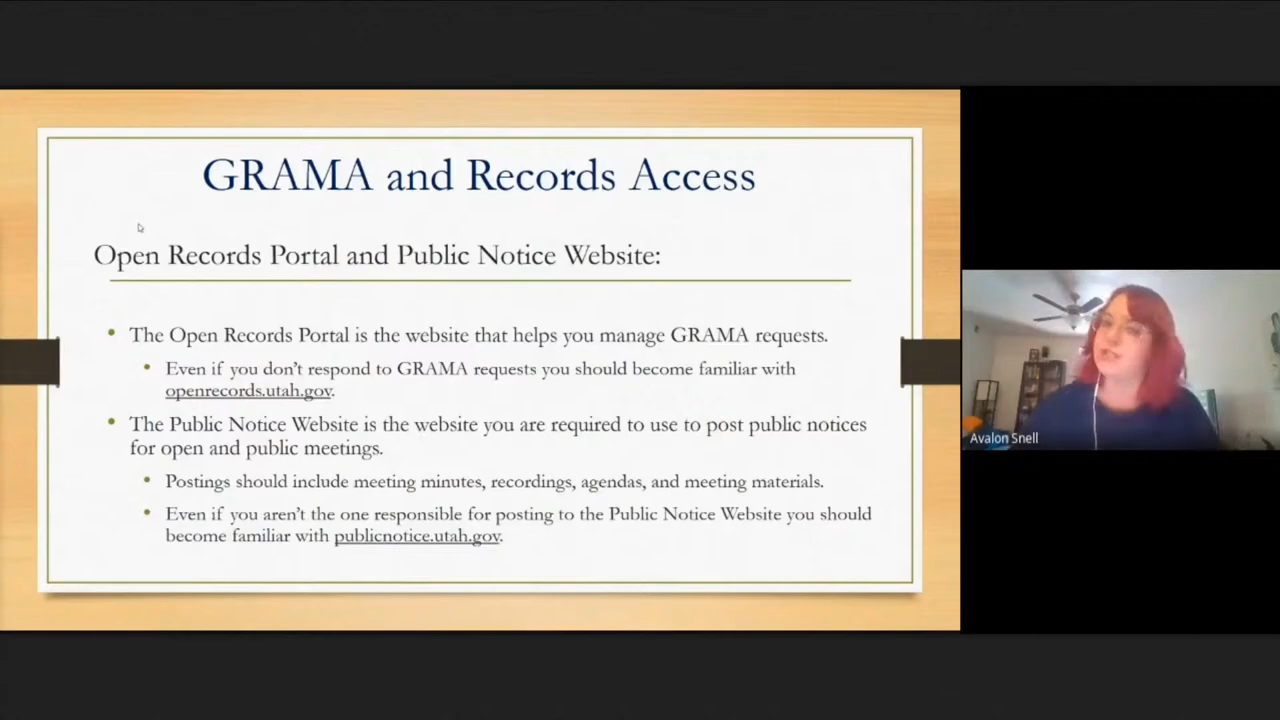 GRAMA and Records Access
Open Records Portal and Public Notice Website:
• The Open Records Portal is the website that helps you manage GRAMA requests.
• Even if you don't respond to GRAMA requests you should become familiar with
openrecords.utah.gov.
• The Public Notice Website is the website you are required to use to post public notices
for open and public meetings.
• Postings should include meeting minutes, recordings, agendas, and meeting materials.
• Even if you aren't the one responsible for posting to the Public Notice Website you should
become familiar with publicnotice.utah.gov.
Avalon Snell